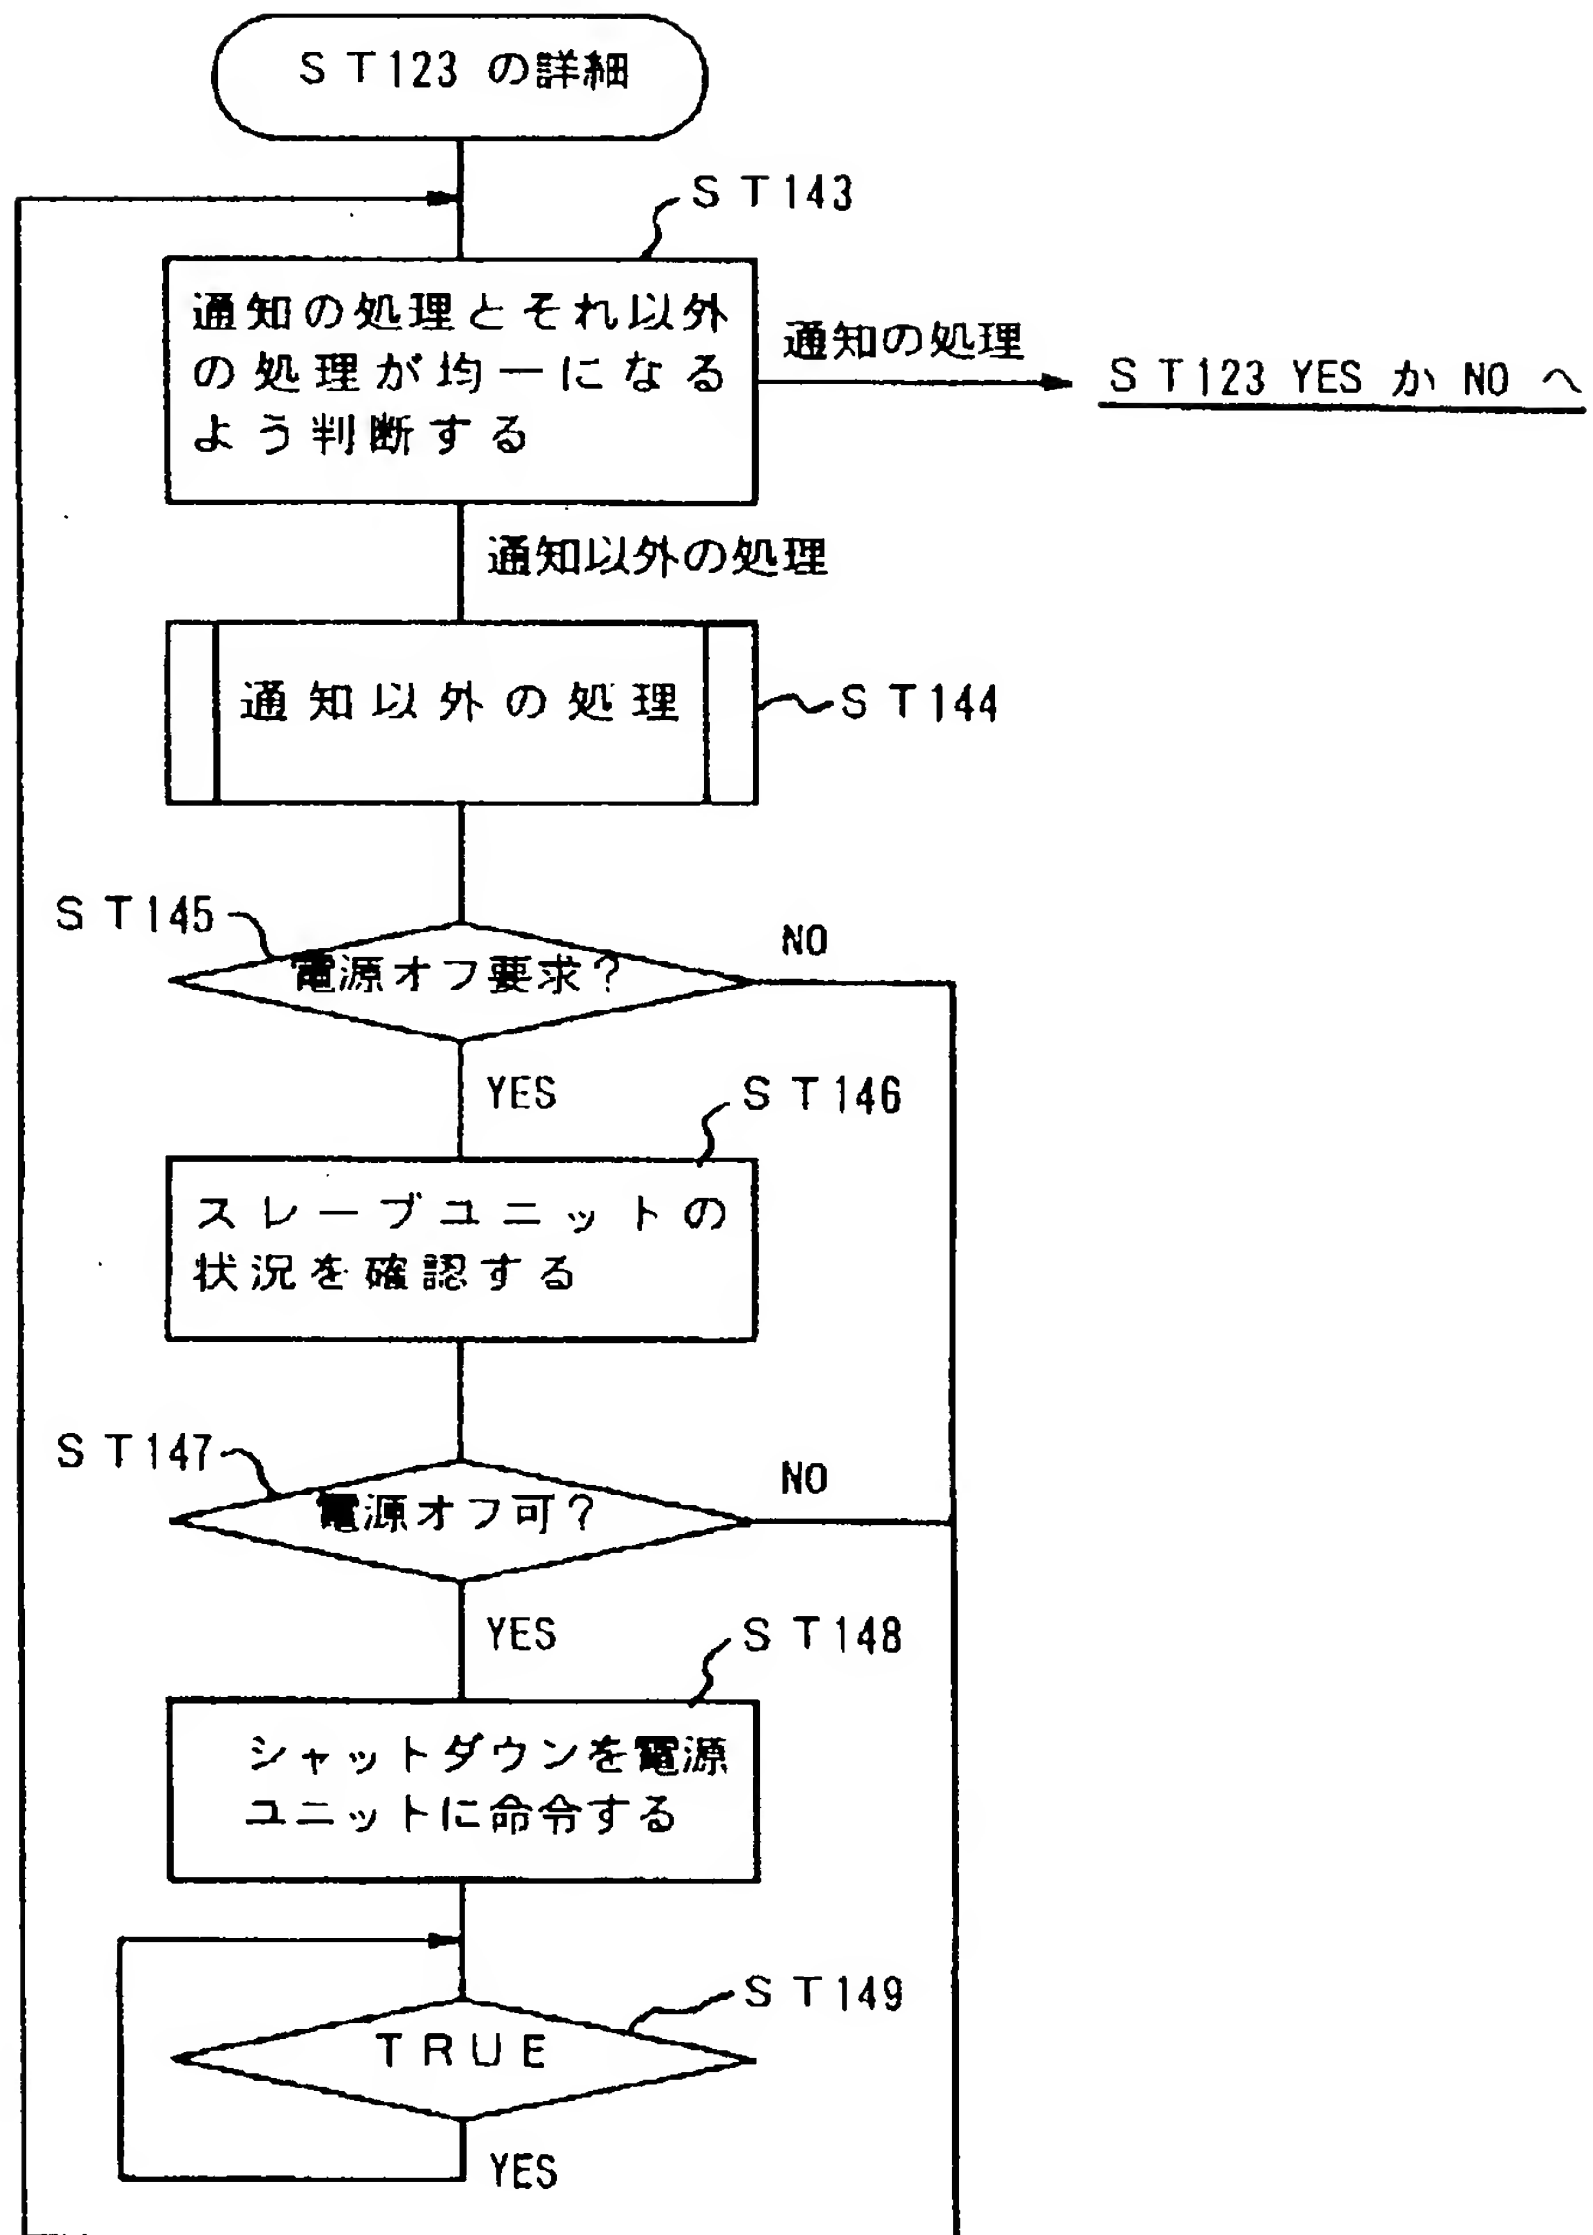 ST123 の詳細
ST143
通知の処理とそれ以外
の処理が均一になる
よう判断する
通知の処理
ST123 YES か NO へ
通知以外の処理
通知以外の処理
ST144
ST145
電源オフ要求?
NO
YES
ST146
スレーブユニットの
状況を確認する
ST147
電源オフ可?
NO
YES
ST148
シャットダウンを電源
ユニットに命令する
ST149
TRUE
YES